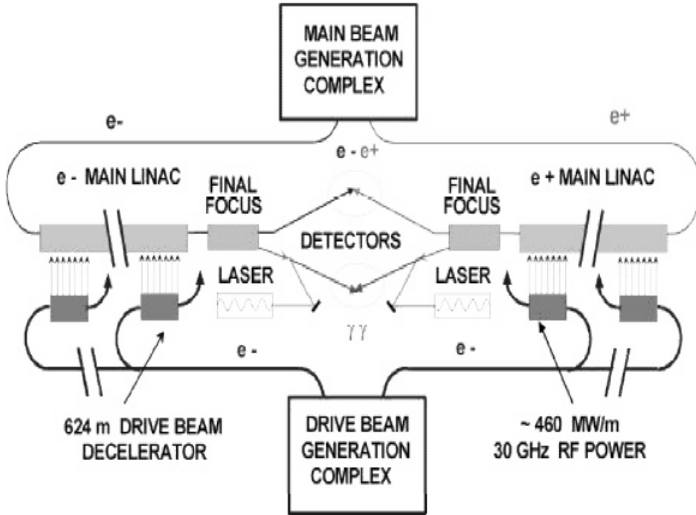 MAIN BEAM
GENERATION
COMPLEX
e-
e+
e - e+
e - MAIN LINAC
FINAL
FOCUS
FINAL
FOCUS
e + MAIN LINAC
DETECTORS
LASER
LASER
γ γ
e -
e -
624 m DRIVE BEAM
DECELERATOR
DRIVE BEAM
GENERATION
COMPLEX
~ 460 MW/m
30 GHz RF POWER